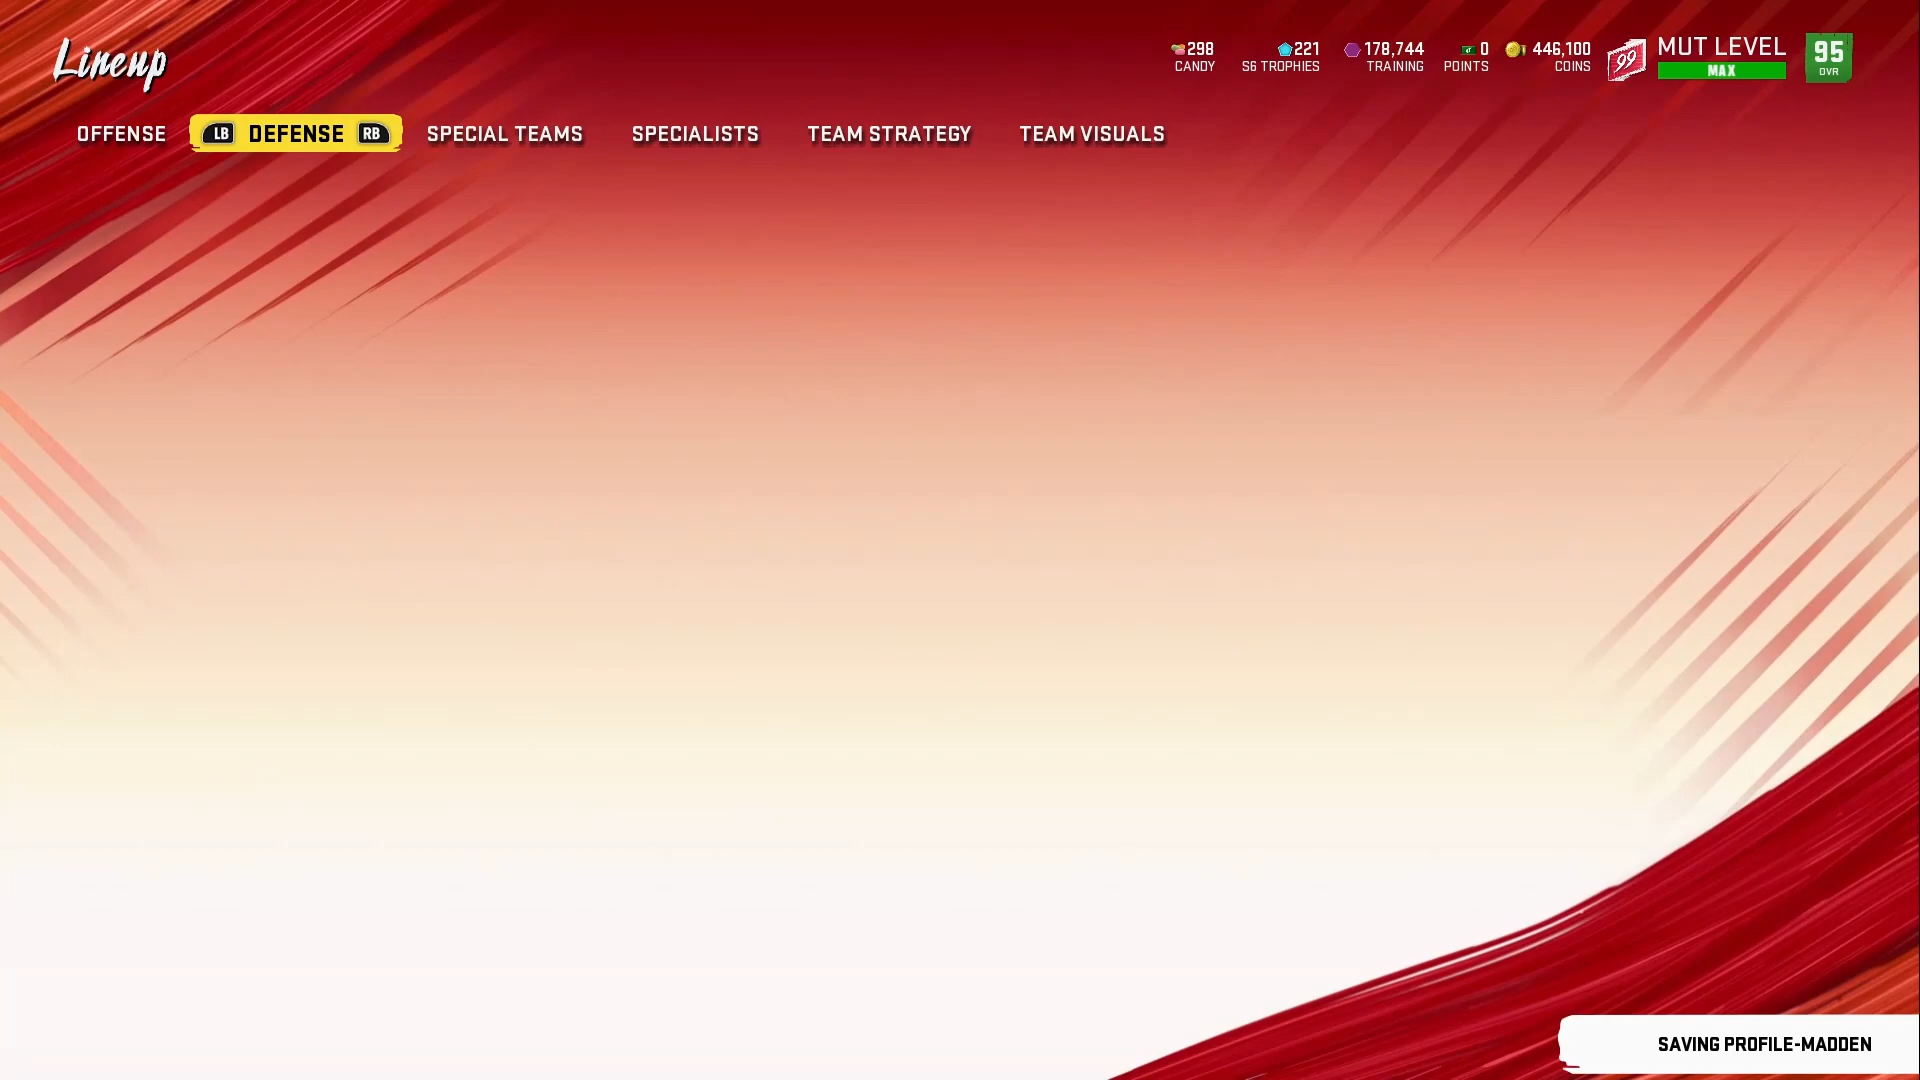 Lineup
298
CANDY
221
S6 TROPHIES
178,744
TRAINING
0
POINTS
446,100
COINS
99
MUT LEVEL
MAX
95
OVR
OFFENSE
LB DEFENSE RB
SPECIAL TEAMS
SPECIALISTS
TEAM STRATEGY
TEAM VISUALS
SAVING PROFILE-MADDEN